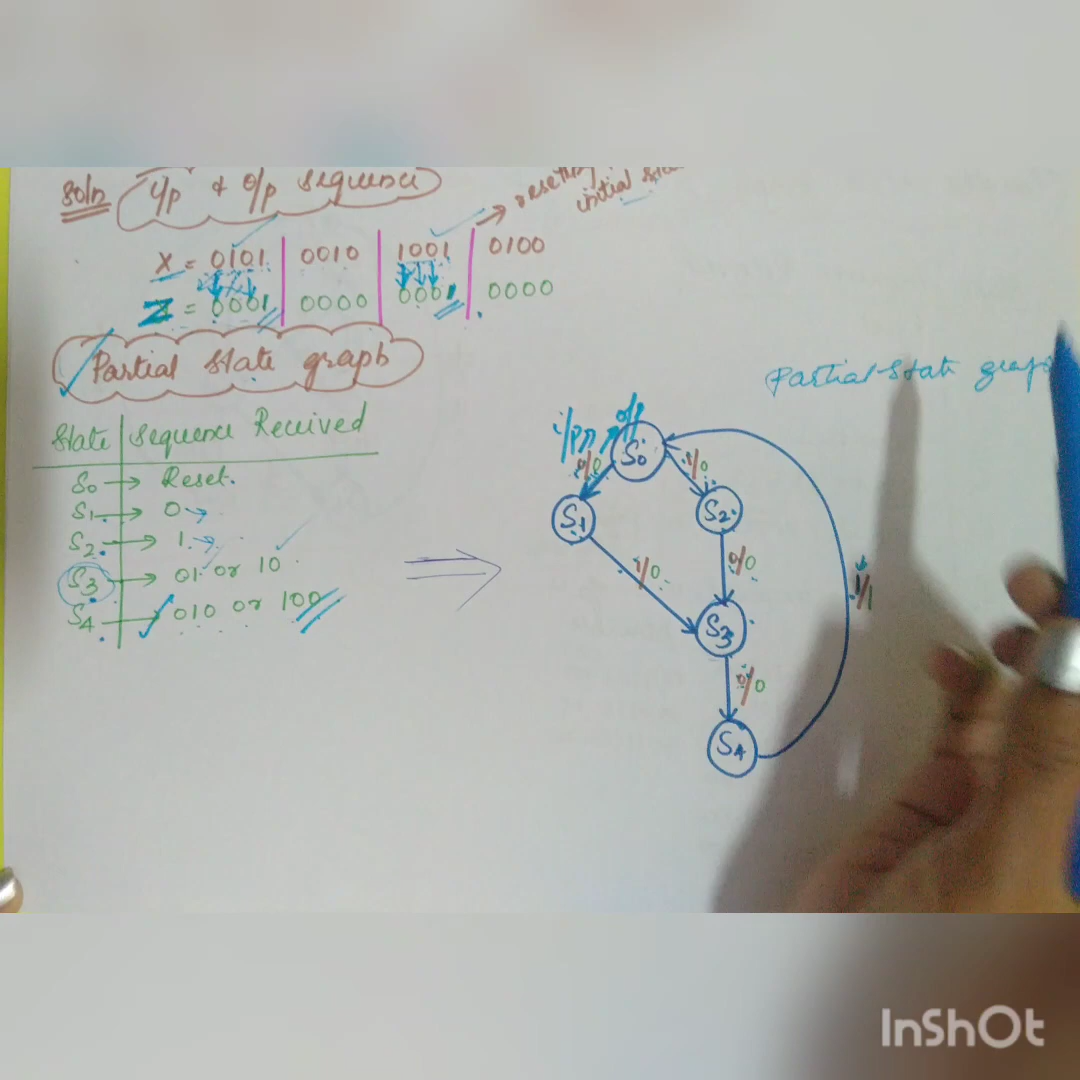 Soln I/p & O/p sequence
initial
X = 0101 | 0010 | 1001 | 0100
Z = 0001 | 0000 | 0001 | 0000
Partial State graph
Partial State graph
State Sequence Received
S0 → Reset.
S1 → 0
S2 → 1
S3 → 01 or 10
S4 → 010 or 100
i/p o/p
S0
0/0 1/0
S1 S2
1/0 0/0
1/1
S3
0/0
S4
InShOt